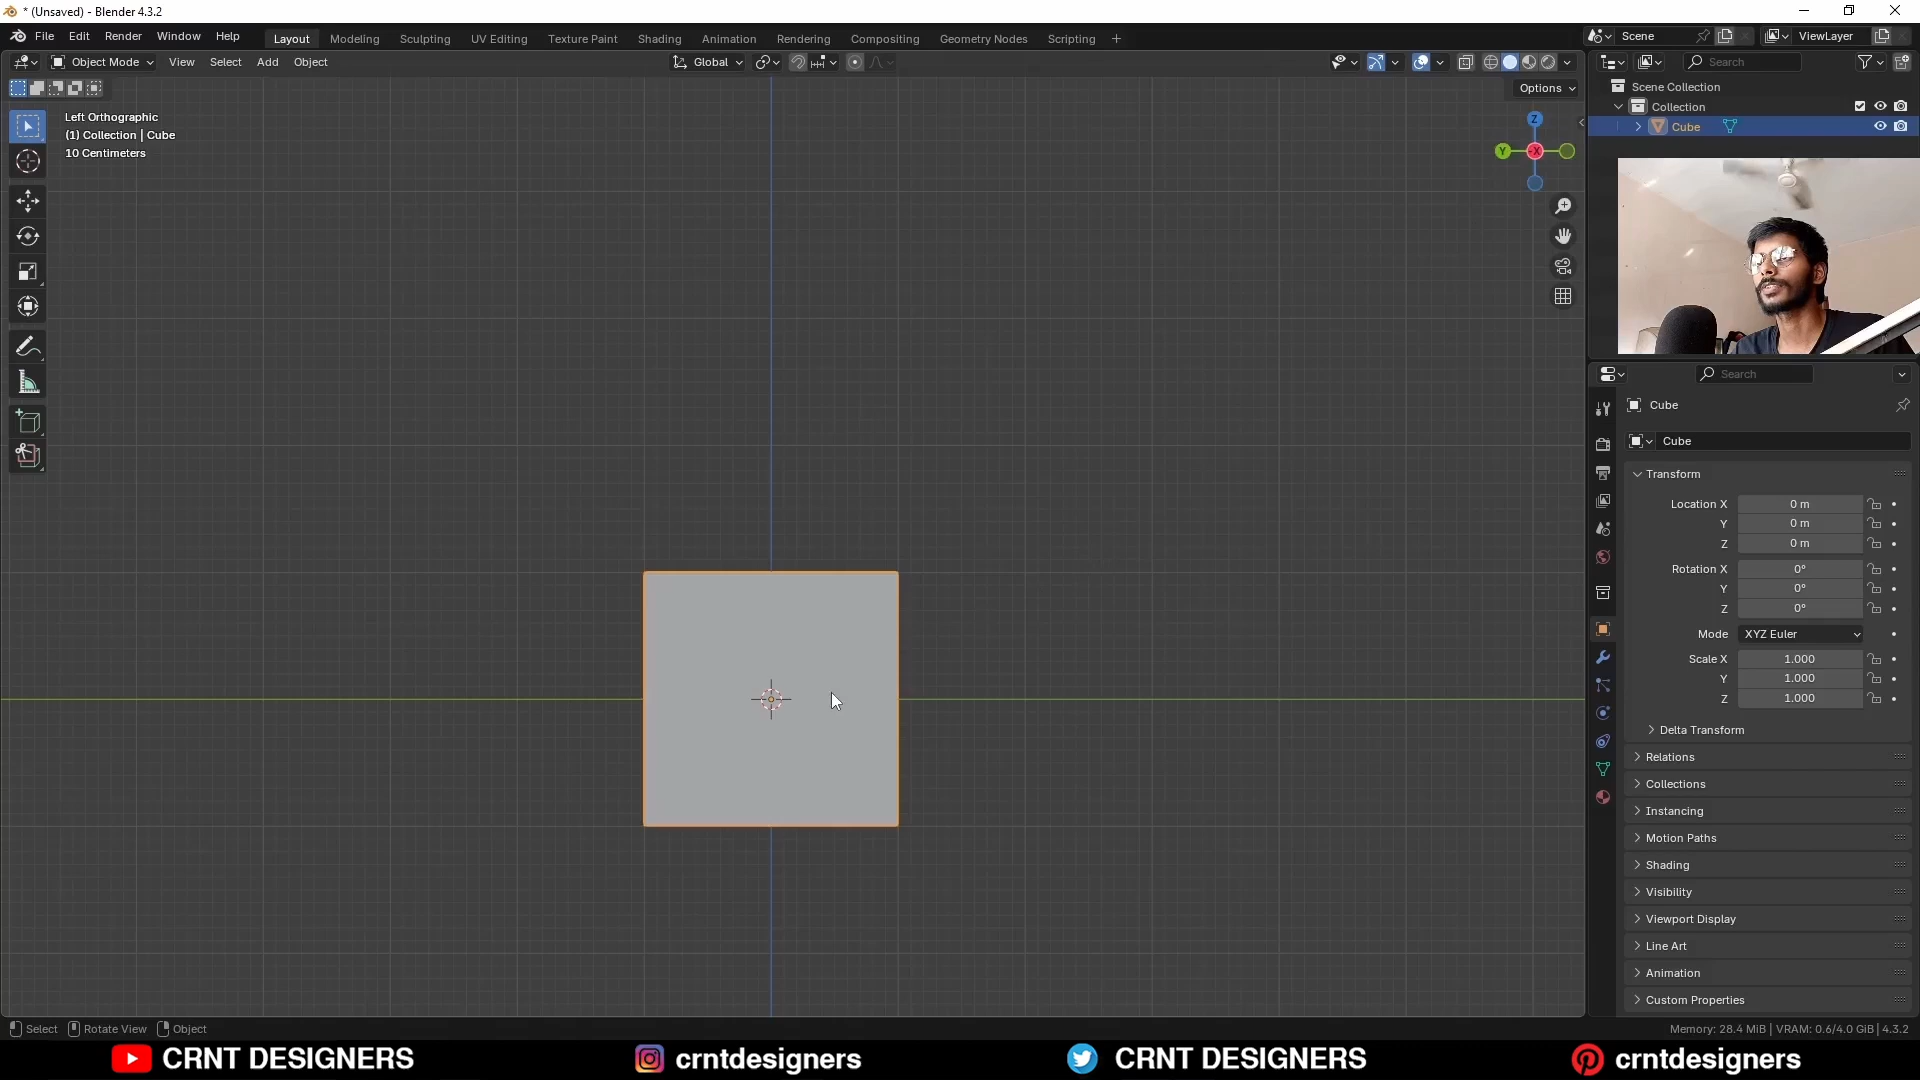 * (Unsaved) - Blender 4.3.2
File Edit Render Window Help Layout Modeling Sculpting UV Editing Texture Paint Shading Animation Rendering Compositing Geometry Nodes Scripting + Scene ViewLayer
Object Mode View Select Add Object Global Search
Options
Left Orthographic
(1) Collection | Cube
10 Centimeters
Z
Y
-X
Scene Collection
Collection
Cube
Search
Cube
Cube
Transform
Location X 0 m
Y 0 m
Z 0 m
Rotation X 0°
Y 0°
Z 0°
Mode XYZ Euler
Scale X 1.000
Y 1.000
Z 1.000
Delta Transform
Relations
Collections
Instancing
Motion Paths
Shading
Visibility
Viewport Display
Line Art
Animation
Custom Properties
Select Rotate View Object Memory: 28.4 MiB | VRAM: 0.6/4.0 GiB | 4.3.2
CRNT DESIGNERS crntdesigners CRNT DESIGNERS crntdesigners